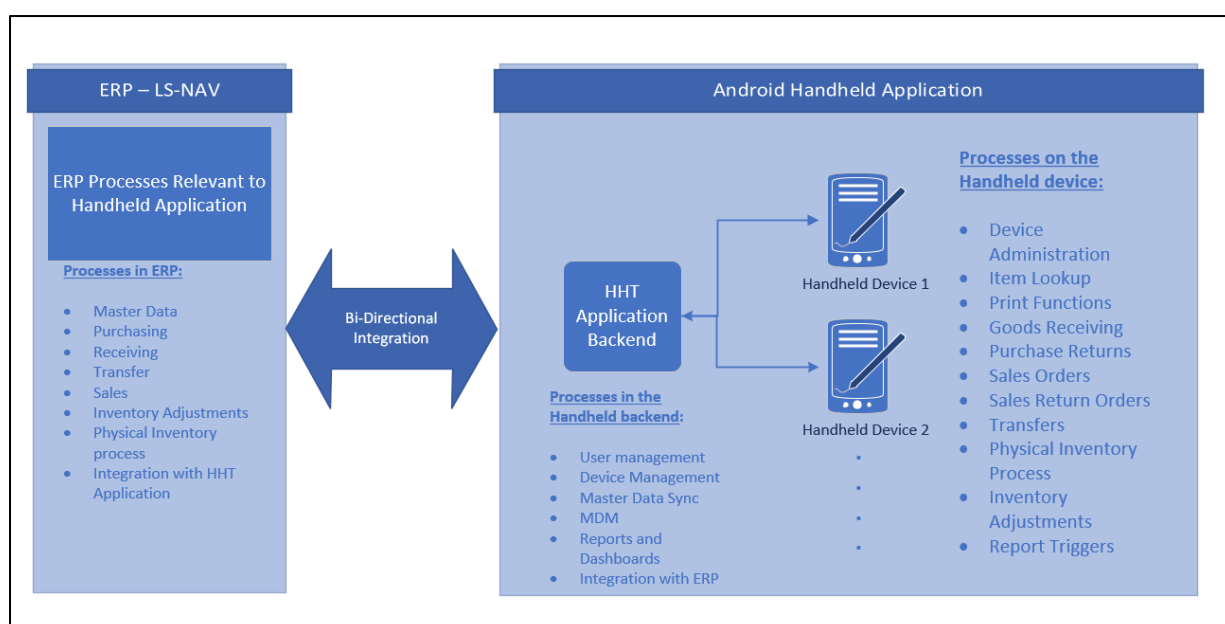 ERP – LS-NAV
ERP Processes Relevant to
Handheld Application
Processes in ERP:
• Master Data
• Purchasing
• Receiving
• Transfer
• Sales
• Inventory Adjustments
• Physical Inventory
process
• Integration with HHT
Application
Bi-Directional
Integration
Android Handheld Application
HHT
Application
Backend
Processes in the
Handheld backend:
• User management
• Device Management
• Master Data Sync
• MDM
• Reports and
Dashboards
• Integration with ERP
Handheld Device 1
Handheld Device 2
Processes on the
Handheld device:
• Device
Administration
• Item Lookup
• Print Functions
• Goods Receiving
• Purchase Returns
• Sales Orders
• Sales Return Orders
• Transfers
• Physical Inventory
Process
• Inventory
Adjustments
• Report Triggers